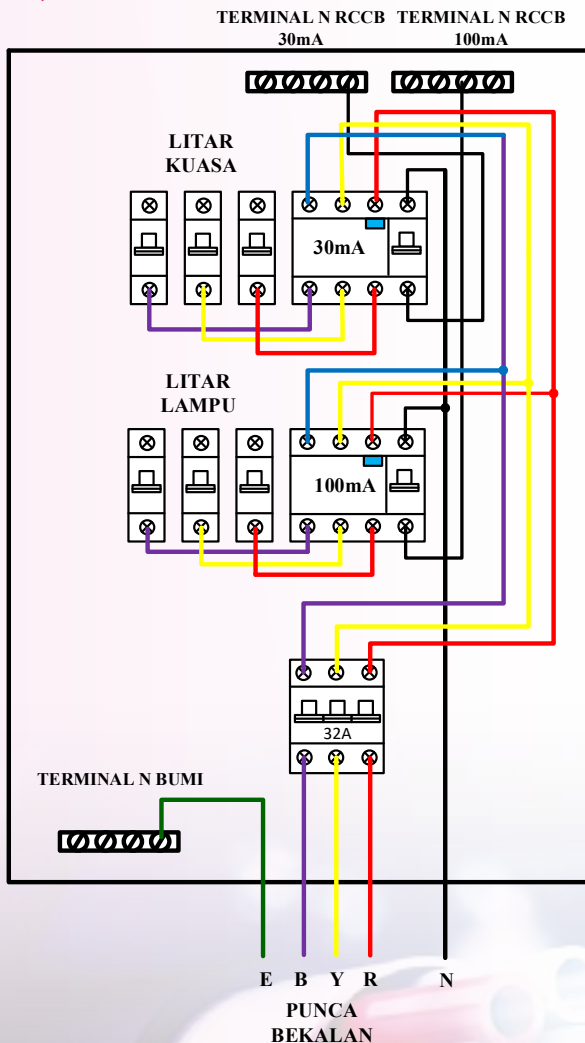 TERMINAL N RCCB
30mA
TERMINAL N RCCB
100mA
LITAR
KUASA
30mA
LITAR
LAMPU
100mA
32A
TERMINAL N BUMI
E B Y R N
PUNCA
BEKALAN